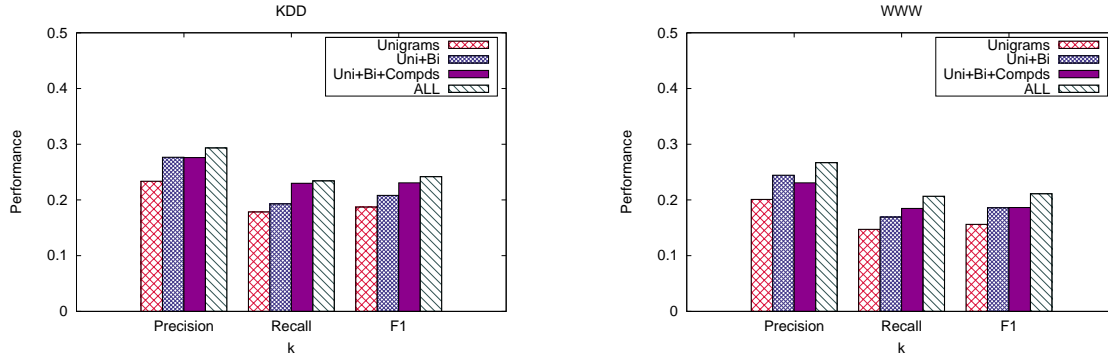 KDD
0.5
0.4
0.3
0.2
0.1
0
Performance
Unigrams
Uni+Bi
Uni+Bi+Compds
ALL
Precision Recall F1
k
WWW
0.5
0.4
0.3
0.2
0.1
0
Performance
Unigrams
Uni+Bi
Uni+Bi+Compds
ALL
Precision Recall F1
k